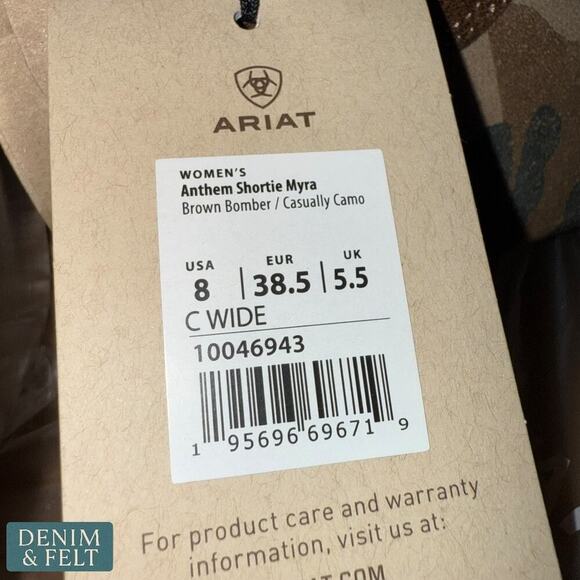 ARIAT
WOMEN'S
Anthem Shortie Myra
Brown Bomber / Casually Camo
USA EUR UK
8 | 38.5 | 5.5
C WIDE
10046943
1 95696 69671 9
For product care and warranty
information, visit us at:
DENIM
& FELT